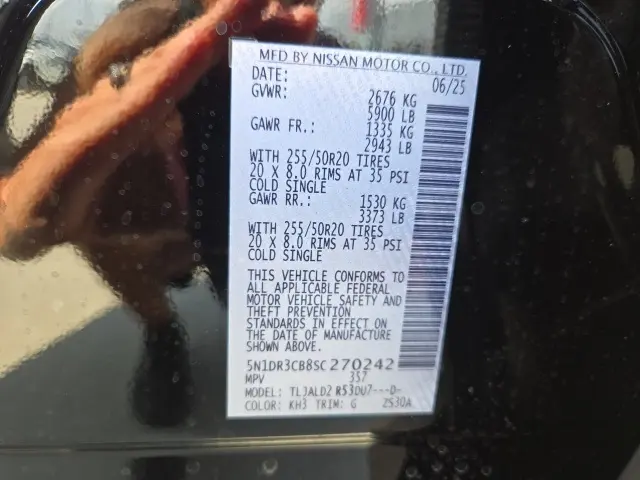 MFD BY NISSAN MOTOR CO., LTD.
DATE: 06/25
GVWR: 2676 KG
5900 LB
GAWR FR.: 1335 KG
2943 LB
WITH 255/50R20 TIRES
20 X 8.0 RIMS AT 35 PSI
COLD SINGLE
GAWR RR.: 1530 KG
3373 LB
WITH 255/50R20 TIRES
20 X 8.0 RIMS AT 35 PSI
COLD SINGLE
THIS VEHICLE CONFORMS TO
ALL APPLICABLE FEDERAL
MOTOR VEHICLE SAFETY AND
THEFT PREVENTION
STANDARDS IN EFFECT ON
THE DATE OF MANUFACTURE
SHOWN ABOVE.
5N1DR3CB8SC270242
MPV 357
MODEL: TLJALD2 R53DU7---D-
COLOR: KH3 TRIM: G ZS30A